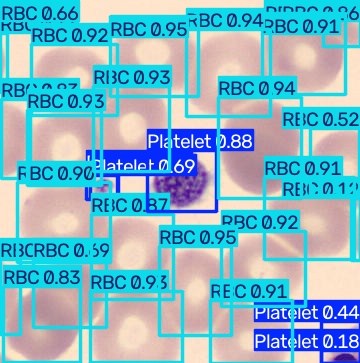 RBC 0.66
RBC 0.92
RBC 0.95
RBC 0.94
RBC 0.91
RBC 0.93
RBC 0.93
RBC 0.94
RBC 0.52
Platelet 0.88
Platelet 0.69
RBC 0.90
RBC 0.91
RBC 0.87
RBC 0.92
RBC 0.95
RBC 0.69
RBC 0.83
RBC 0.93
RBC 0.91
Platelet 0.44
Platelet 0.18